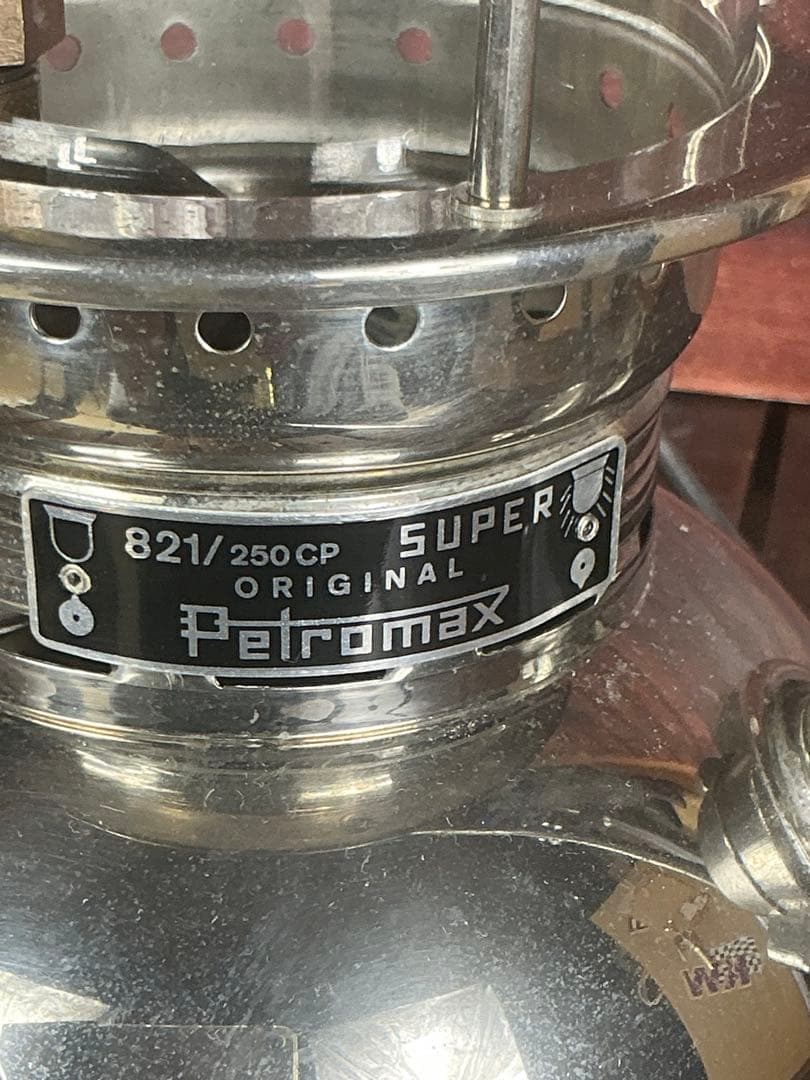 821/250CP SUPER
ORIGINAL
Petromax